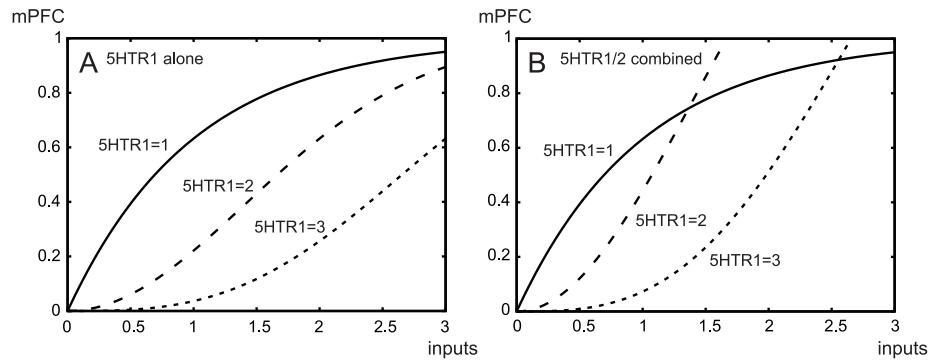 mPFC
1
A 5HTR1 alone
0.8
5HTR1=1
0.6
5HTR1=2
0.4
5HTR1=3
0.2
0
0 0.5 1 1.5 2 2.5 3
inputs
mPFC
1
B 5HTR1/2 combined
0.8
5HTR1=1
0.6
0.4
5HTR1=2
0.2
5HTR1=3
0
0 0.5 1 1.5 2 2.5 3
inputs